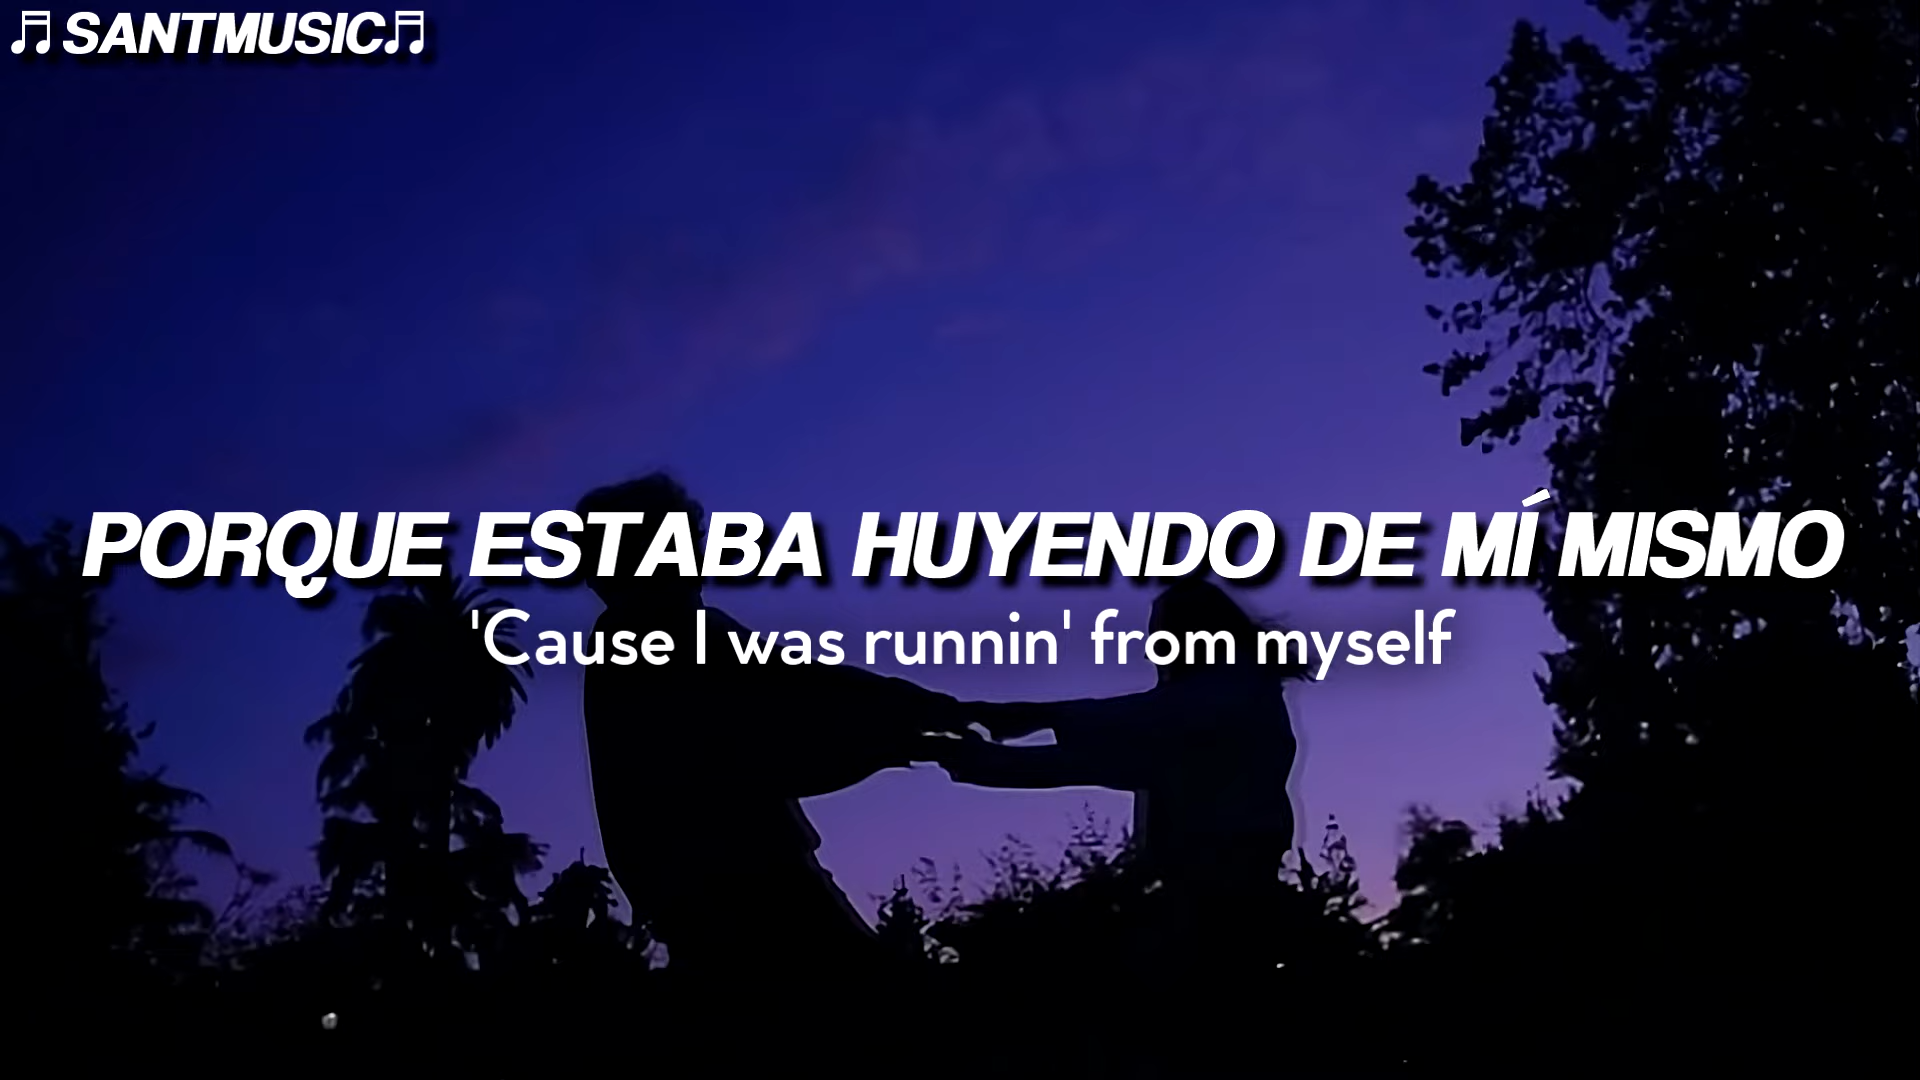 ♬SANTMUSIC♬
PORQUE ESTABA HUYENDO DE MÍ MISMO
'Cause I was runnin' from myself